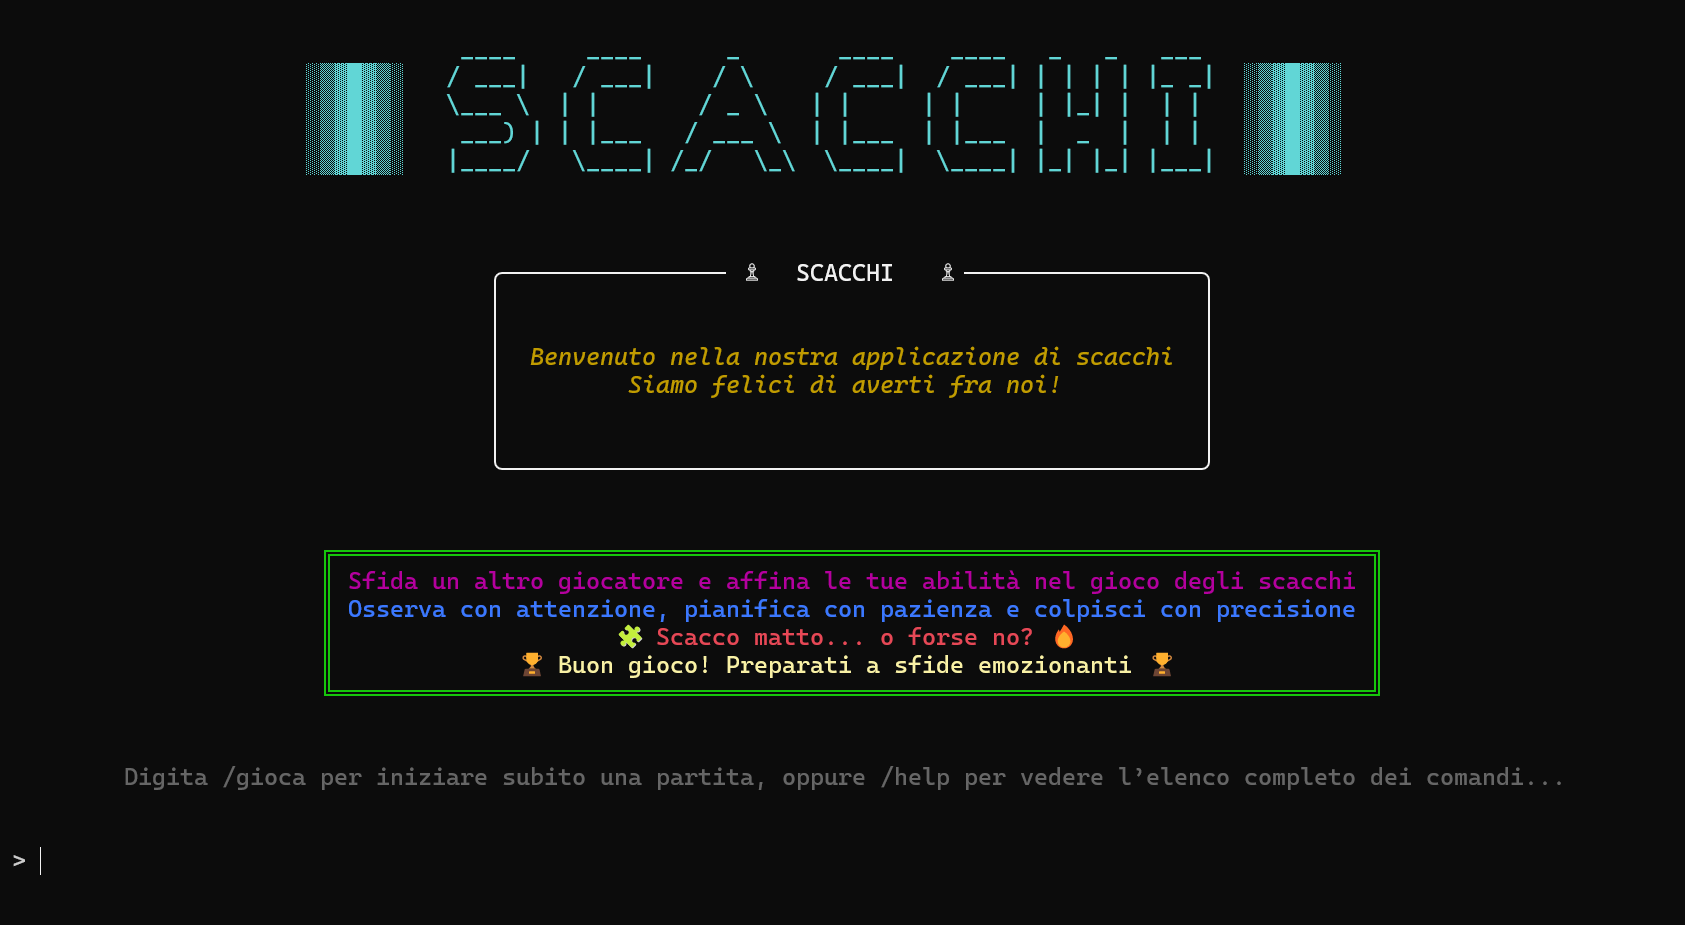 SCACCHI
♗ SCACCHI ♗
Benvenuto nella nostra applicazione di scacchi
Siamo felici di averti fra noi!
Sfida un altro giocatore e affina le tue abilità nel gioco degli scacchi
Osserva con attenzione, pianifica con pazienza e colpisci con precisione
🧩 Scacco matto... o forse no? 🔥
🏆 Buon gioco! Preparati a sfide emozionanti 🏆
Digita /gioca per iniziare subito una partita, oppure /help per vedere l’elenco completo dei comandi...
>